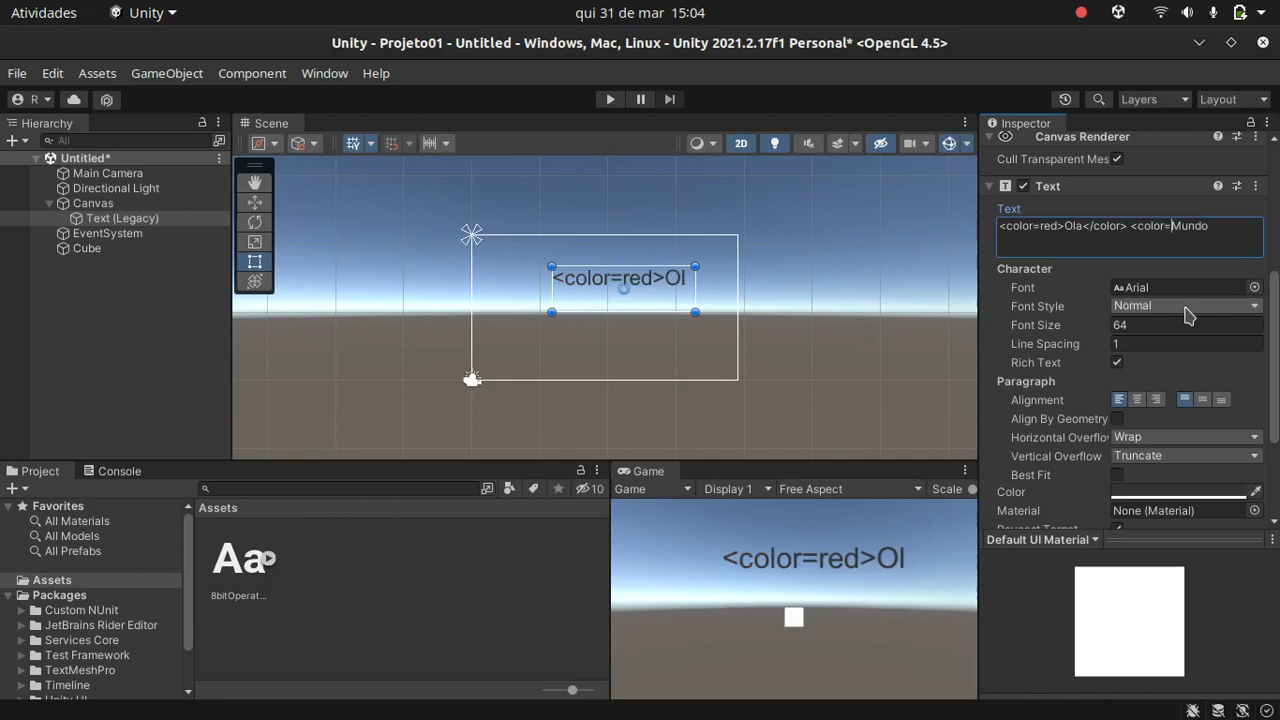 Atividades
Unity
qui 31 de mar 15:04
Unity - Projeto01 - Untitled - Windows, Mac, Linux - Unity 2021.2.17f1 Personal* <OpenGL 4.5>
File Edit Assets GameObject Component Window Help
R
Layers
Layout
Hierarchy
All
Untitled*
Main Camera
Directional Light
Canvas
Text (Legacy)
EventSystem
Cube
Scene
2D
<color=red>Ol
Inspector
Canvas Renderer
Cull Transparent Mes
Text
Text
<color=red>Ola</color> <color=Mundo
Character
Font
Aa Arial
Font Style
Normal
Font Size
64
Line Spacing
1
Rich Text
Paragraph
Alignment
Align By Geometry
Horizontal Overflo
Wrap
Vertical Overflow
Truncate
Best Fit
Color
Material
None (Material)
Default UI Material
Project
Console
10
Favorites
All Materials
All Models
All Prefabs
Assets
Packages
Custom NUnit
JetBrains Rider Editor
Services Core
Test Framework
TextMeshPro
Timeline
Assets
Aa
8bitOperat...
Game
Game
Display 1
Free Aspect
Scale
<color=red>Ol